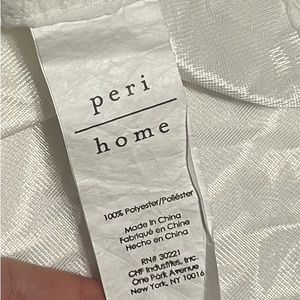 peri
home
100% Polyester/Poliéster
Made in China
Fabriqué en Chine
Hecho en China
RN# 30221
CHF Industries, Inc.
One Park Avenue
New York, NY 10016